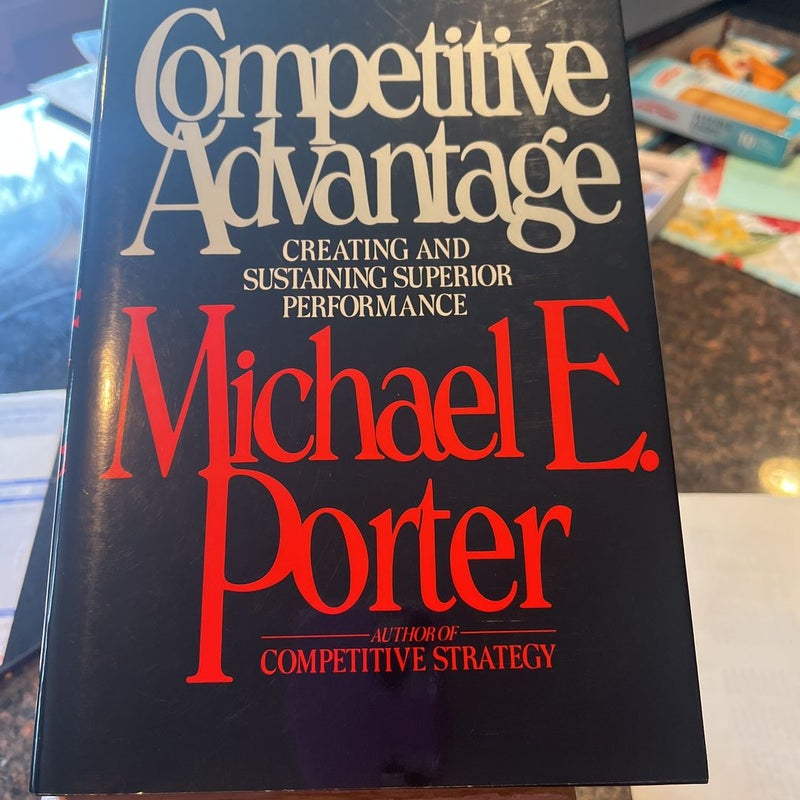 Competitive
Advantage
CREATING AND
SUSTAINING SUPERIOR
PERFORMANCE
Michael E.
Porter
AUTHOR OF
COMPETITIVE STRATEGY